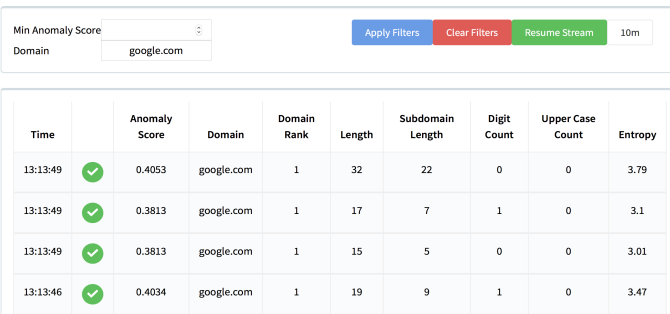 Min Anomaly Score
Domain google.com
Apply Filters Clear Filters Resume Stream 10m
Time Anomaly Score Domain Domain Rank Length Subdomain Length Digit Count Upper Case Count Entropy
13:13:49 0.4053 google.com 1 32 22 0 0 3.79
13:13:49 0.3813 google.com 1 17 7 1 0 3.1
13:13:49 0.3813 google.com 1 15 5 0 0 3.01
13:13:46 0.4034 google.com 1 19 9 1 0 3.47